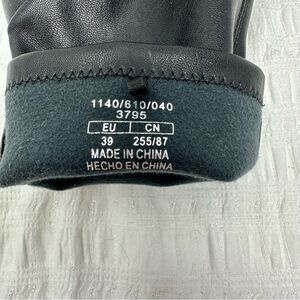 1140/610/040
3795
EU CN
39 255/87
MADE IN CHINA
HECHO EN CHINA